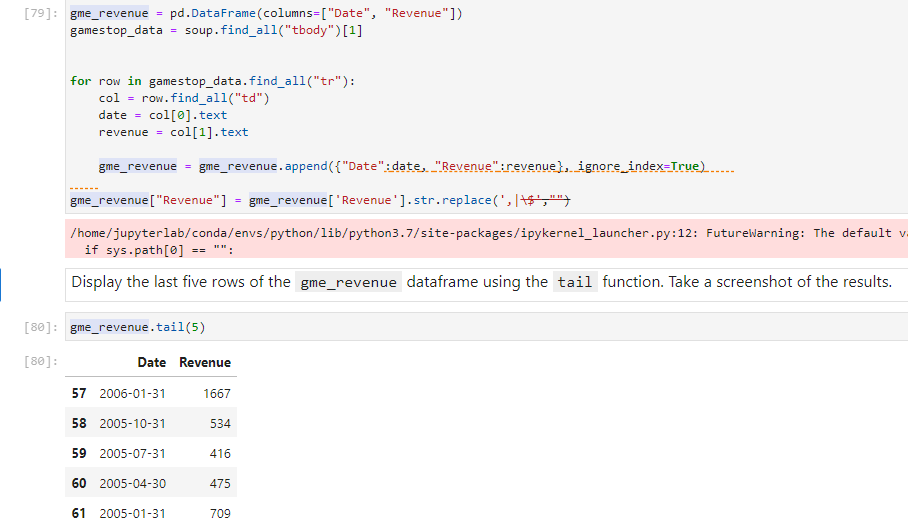 [79]: gme_revenue = pd.DataFrame(columns=["Date", "Revenue"])
gamestop_data = soup.find_all("tbody")[1]
for row in gamestop_data.find_all("tr"):
col = row.find_all("td")
date = col[0].text
revenue = col[1].text
gme_revenue = gme_revenue.append({"Date":date, "Revenue":revenue}, ignore_index=True)
gme_revenue["Revenue"] = gme_revenue['Revenue'].str.replace(',|\$',"")
/home/jupyterlab/conda/envs/python/lib/python3.7/site-packages/ipykernel_launcher.py:12: FutureWarning: The default
if sys.path[0] == "":
Display the last five rows of the gme_revenue dataframe using the tail function. Take a screenshot of the results.
[80]: gme_revenue.tail(5)
[80]: Date Revenue
57 2006-01-31 1667
58 2005-10-31 534
59 2005-07-31 416
60 2005-04-30 475
61 2005-01-31 709